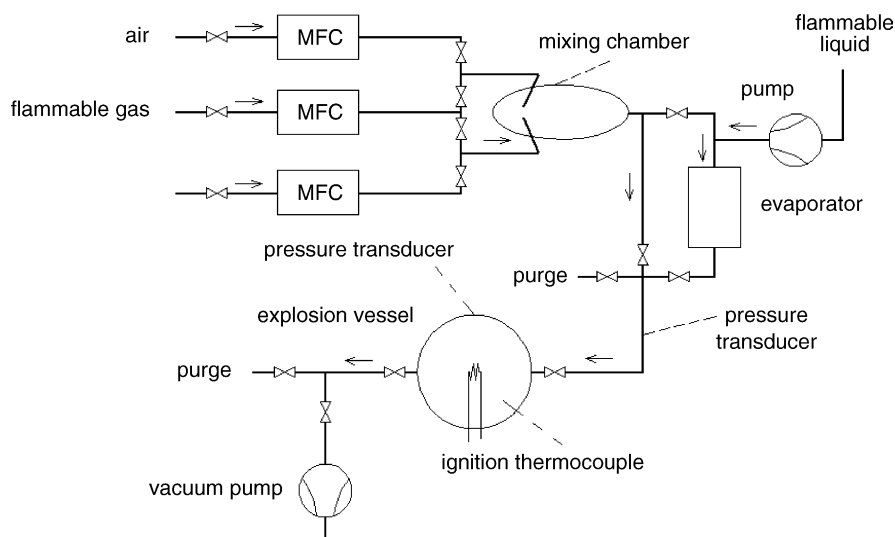 air
MFC
mixing chamber
flammable
liquid
flammable gas
MFC
pump
MFC
evaporator
pressure transducer
purge
explosion vessel
pressure
transducer
purge
ignition thermocouple
vacuum pump